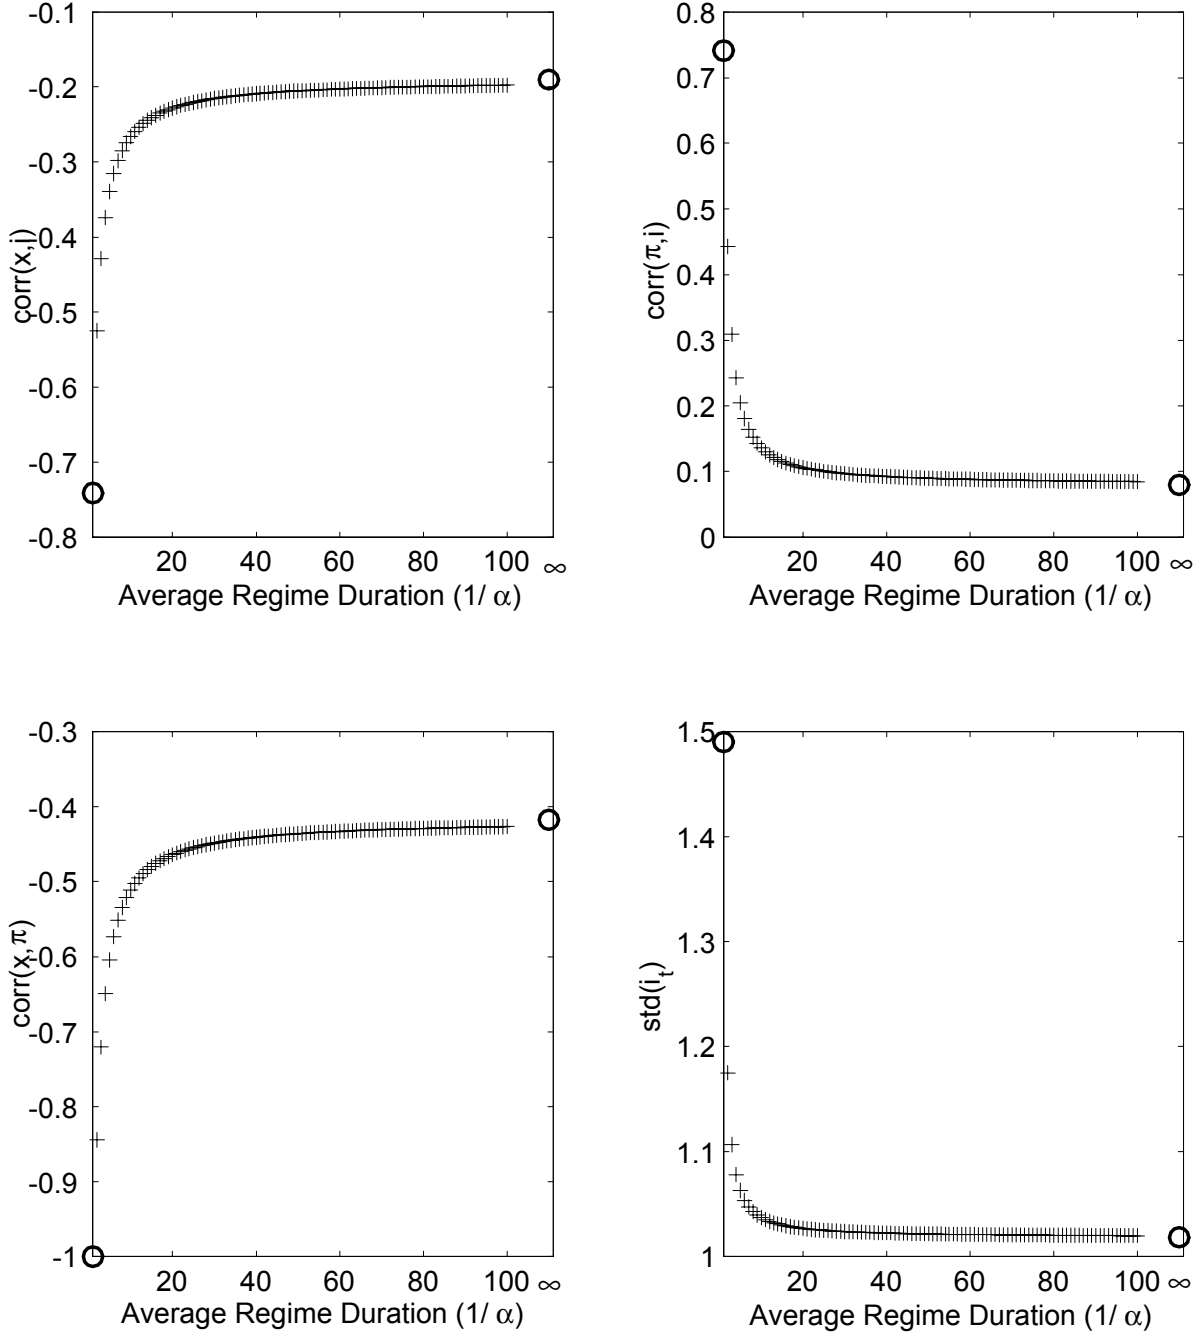 -0.1
-0.2
-0.3
-0.4
-0.5
-0.6
-0.7
-0.8
corr(x,i)
20 40 60 80 100 ∞
Average Regime Duration (1/ α)
0.8
0.7
0.6
0.5
0.4
0.3
0.2
0.1
0
corr(π,i)
20 40 60 80 100 ∞
Average Regime Duration (1/ α)
-0.3
-0.4
-0.5
-0.6
-0.7
-0.8
-0.9
-1
corr(x,π)
20 40 60 80 100 ∞
Average Regime Duration (1/ α)
1.5
1.4
1.3
1.2
1.1
1
std(i_t)
20 40 60 80 100 ∞
Average Regime Duration (1/ α)